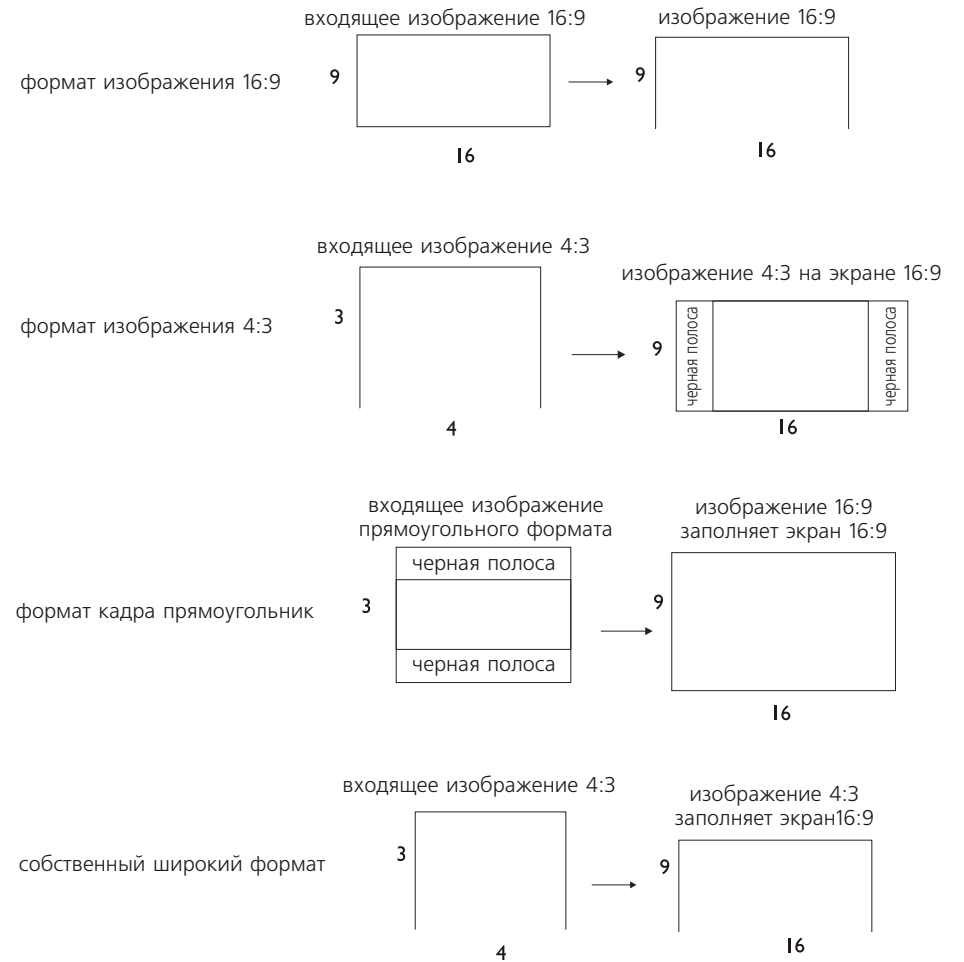 входящее изображение 16:9
изображение 16:9
формат изображения 16:9
9
9
16
16
входящее изображение 4:3
изображение 4:3 на экране 16:9
формат изображения 4:3
3
9
черная полоса
черная полоса
4
16
входящее изображение
прямоугольного формата
изображение 16:9
заполняет экран 16:9
черная полоса
формат кадра прямоугольник
3
9
черная полоса
16
входящее изображение 4:3
изображение 4:3
заполняет экран16:9
собственный широкий формат
3
9
4
16